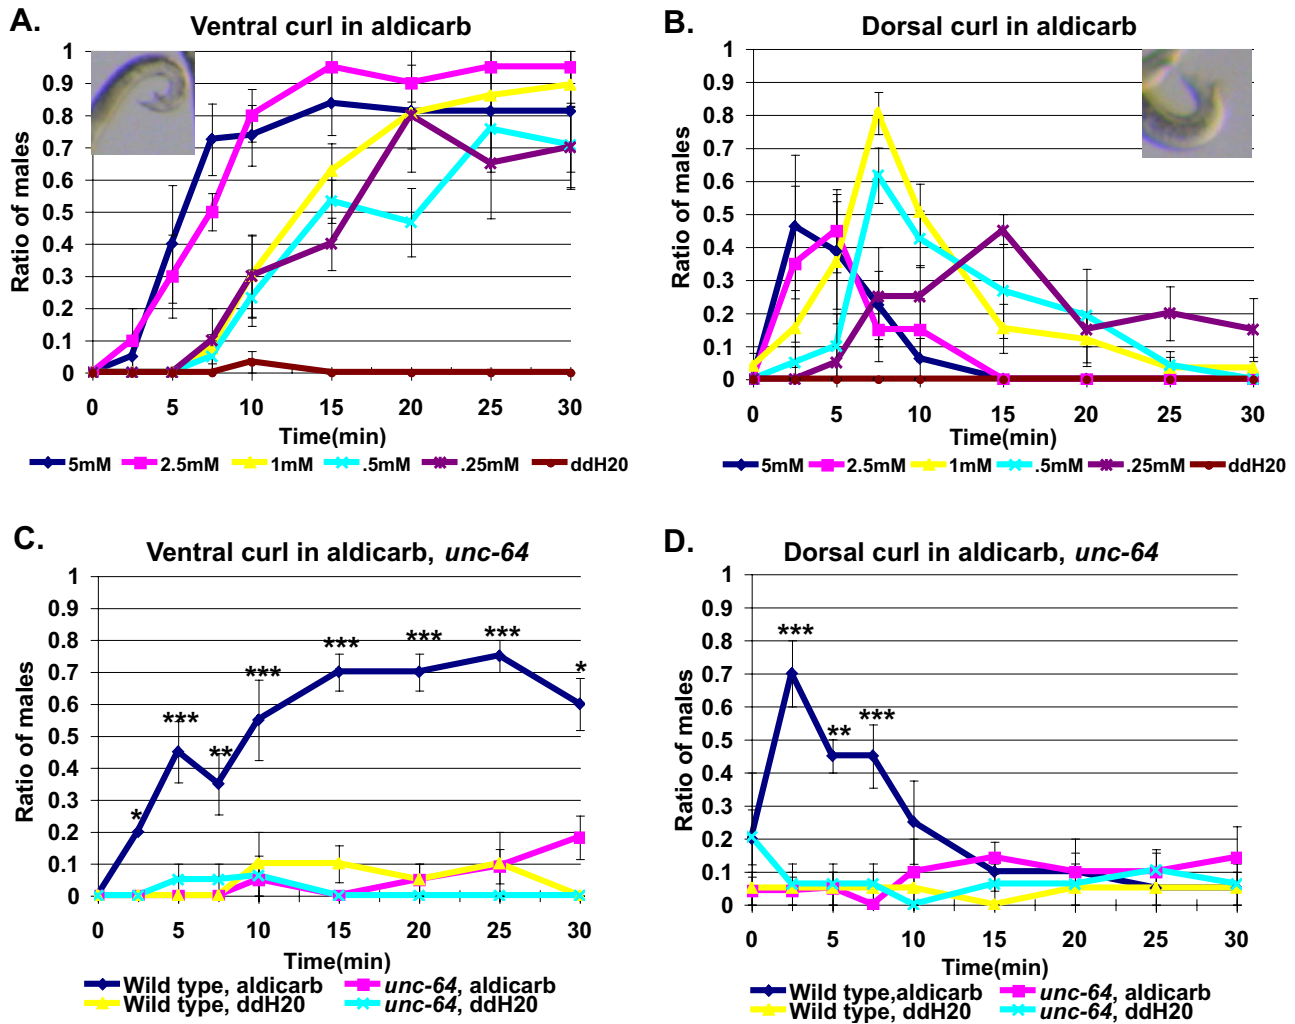 A.
Ventral curl in aldicarb
Ratio of males
1
0.9
0.8
0.7
0.6
0.5
0.4
0.3
0.2
0.1
0
0 5 10 15 20 25 30
Time(min)
5mM 2.5mM 1mM .5mM .25mM ddH20
B.
Dorsal curl in aldicarb
Ratio of males
1
0.9
0.8
0.7
0.6
0.5
0.4
0.3
0.2
0.1
0
0 5 10 15 20 25 30
Time(min)
5mM 2.5mM 1mM .5mM .25mM ddH20
C.
Ventral curl in aldicarb, unc-64
Ratio of males
1
0.9
0.8
0.7
0.6
0.5
0.4
0.3
0.2
0.1
0
* *** ** *** *** *** *** *
0 5 10 15 20 25 30
Time(min)
Wild type, aldicarb unc-64, aldicarb
Wild type, ddH20 unc-64, ddH20
D.
Dorsal curl in aldicarb, unc-64
Ratio of males
1
0.9
0.8
0.7
0.6
0.5
0.4
0.3
0.2
0.1
0
*** ** ***
0 5 10 15 20 25 30
Time(min)
Wild type,aldicarb unc-64, aldicarb
Wild type, ddH20 unc-64, ddH20